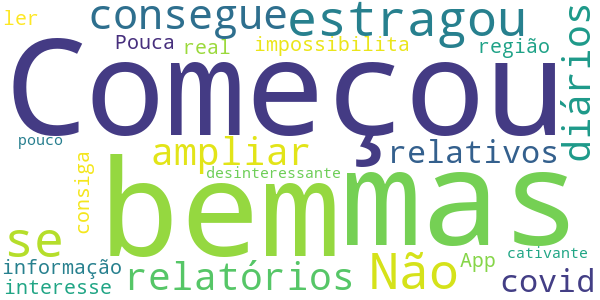 ler
consegue
estragou
Pouca
real
impossibilita
região
diários
Começou
pouco
ampliar
relativos
desinteressante
consiga
bem
mas
se
informação
interesse
relatórios
Não
App
cativante
covid